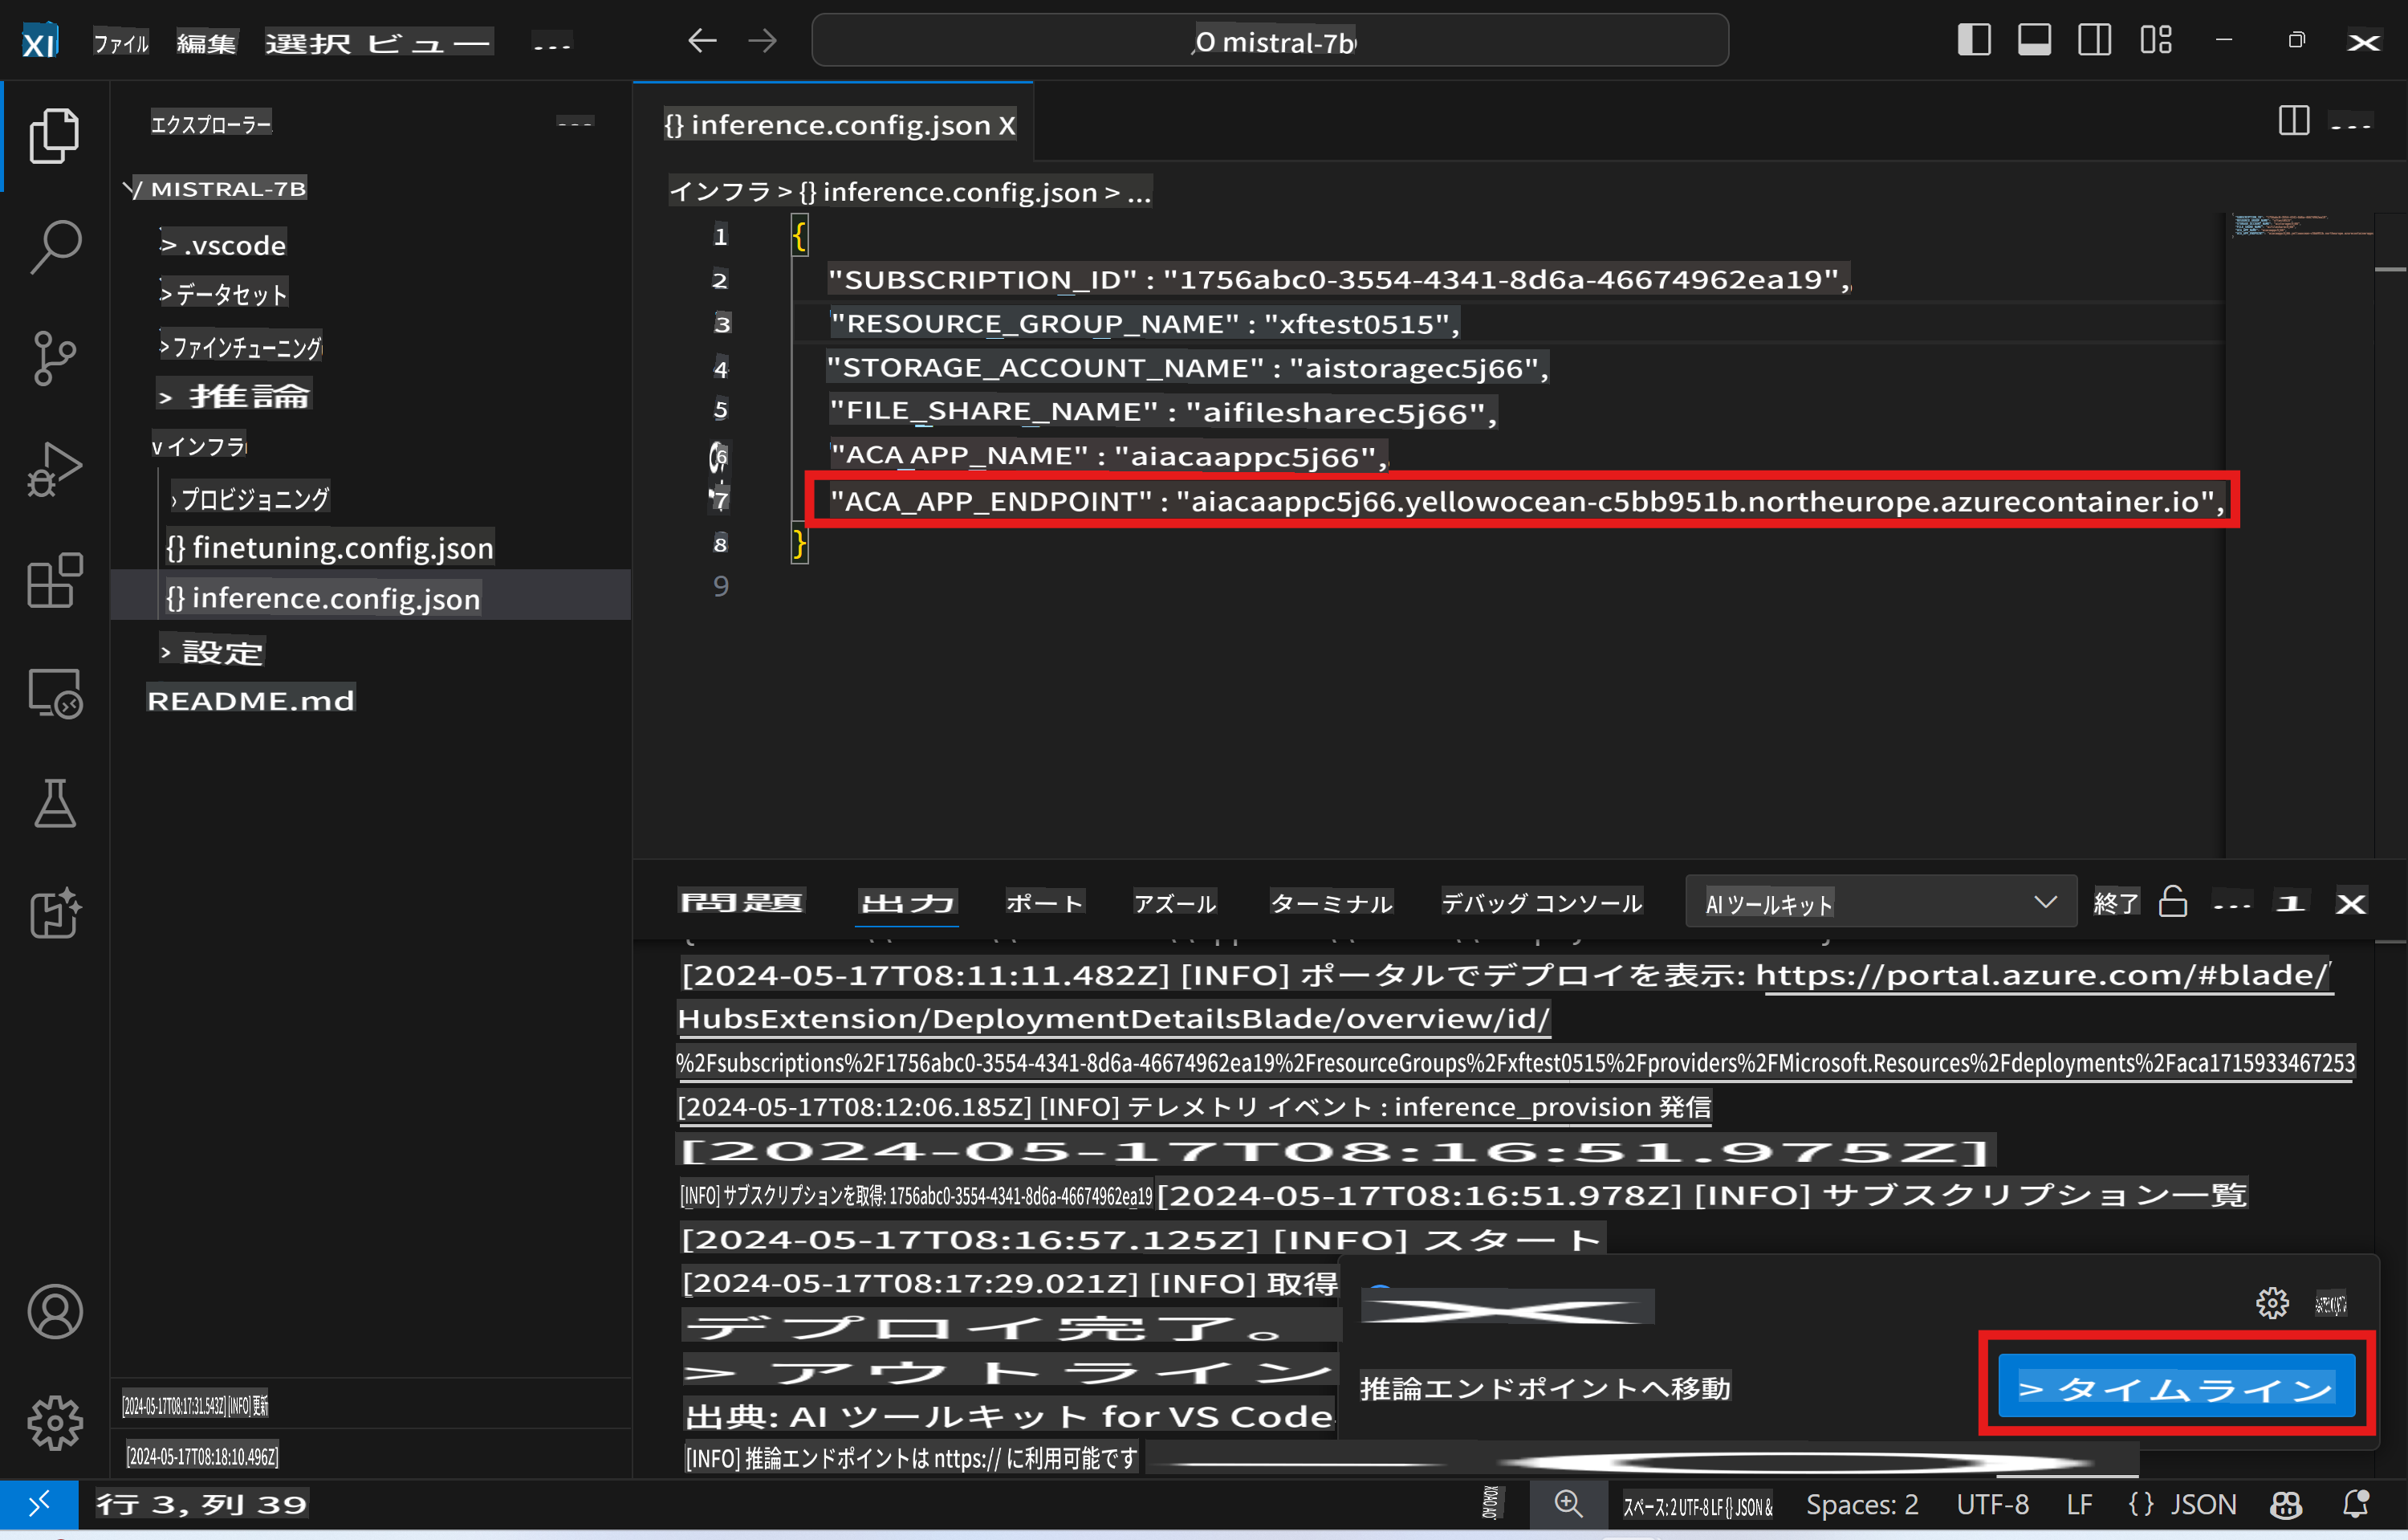 ファイル 編集 選択 ビュー ...
mistral-7b
エクスプローラー ...
MISTRAL-7B
> .vscode
> データセット
> ファインチューニング
> 推論
v インフラ
› プロビジョニング
{} finetuning.config.json
{} inference.config.json
> 設定
README.md
[2024-05-17T08:17:31.543Z] [INFO] 更新
[2024-05-17T08:18:10.496Z]
{} inference.config.json X
インフラ > {} inference.config.json > ...
1 {
2 "SUBSCRIPTION_ID" : "1756abc0-3554-4341-8d6a-46674962ea19",
3 "RESOURCE_GROUP_NAME" : "xftest0515",
4 "STORAGE_ACCOUNT_NAME" : "aistoragec5j66",
5 "FILE_SHARE_NAME" : "aifilesharec5j66",
6 "ACA_APP_NAME" : "aiacaappc5j66",
7 "ACA_APP_ENDPOINT" : "aiacaappc5j66.yellowocean-c5bb951b.northeurope.azurecontainer.io",
8 }
9
問題 出力 ポート アズール ターミナル デバッグ コンソール AI ツールキット 終了 ... 1 X
[2024-05-17T08:11:11.482Z] [INFO] ポータルでデプロイを表示: https://portal.azure.com/#blade/
HubsExtension/DeploymentDetailsBlade/overview/id/
%2Fsubscriptions%2F1756abc0-3554-4341-8d6a-46674962ea19%2FresourceGroups%2Fxftest0515%2Fproviders%2FMicrosoft.Resources%2Fdeployments%2Faca1715933467253
[2024-05-17T08:12:06.185Z] [INFO] テレメトリ イベント : inference_provision 発信
[2024-05-17T08:16:51.975Z]
[INFO] サブスクリプションを取得: 1756abc0-3554-4341-8d6a-46674962ea19 [2024-05-17T08:16:51.978Z] [INFO] サブスクリプション一覧
[2024-05-17T08:16:57.125Z] [INFO] スタート
[2024-05-17T08:17:29.021Z] [INFO] 取得
デプロイ完了。
> アウトライン
出典: AI ツールキット for VS Code
[INFO] 推論エンドポイントは nttps:// に利用可能です
推論エンドポイントへ移動
> タイムライン
行 3, 列 39
スペース: 2 UTF-8 LF {} JSON & Spaces: 2 UTF-8 LF {} JSON